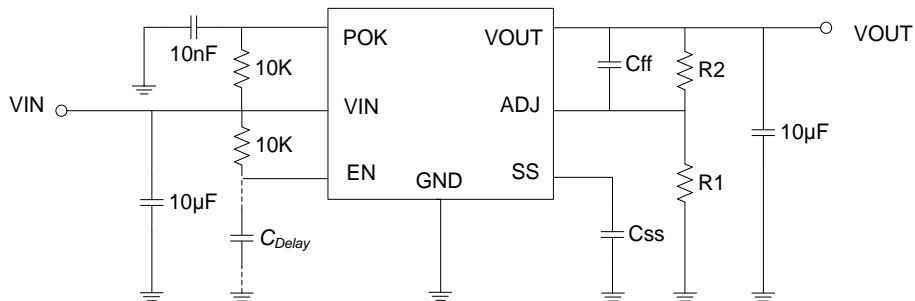 POK
VOUT
VOUT
10nF
10K
Cff
R2
VIN
VIN
ADJ
10K
10µF
EN
GND
SS
R1
10µF
CDelay
Css